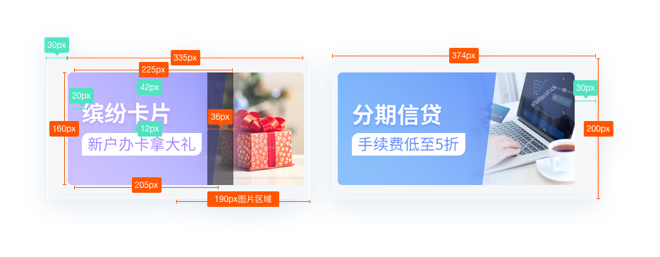 30px
335px
225px
42px
20px
缤纷卡片
36px
160px
12px
新户办卡拿大礼
205px
190px图片区域
374px
30px
分期信贷
200px
手续费低至5折